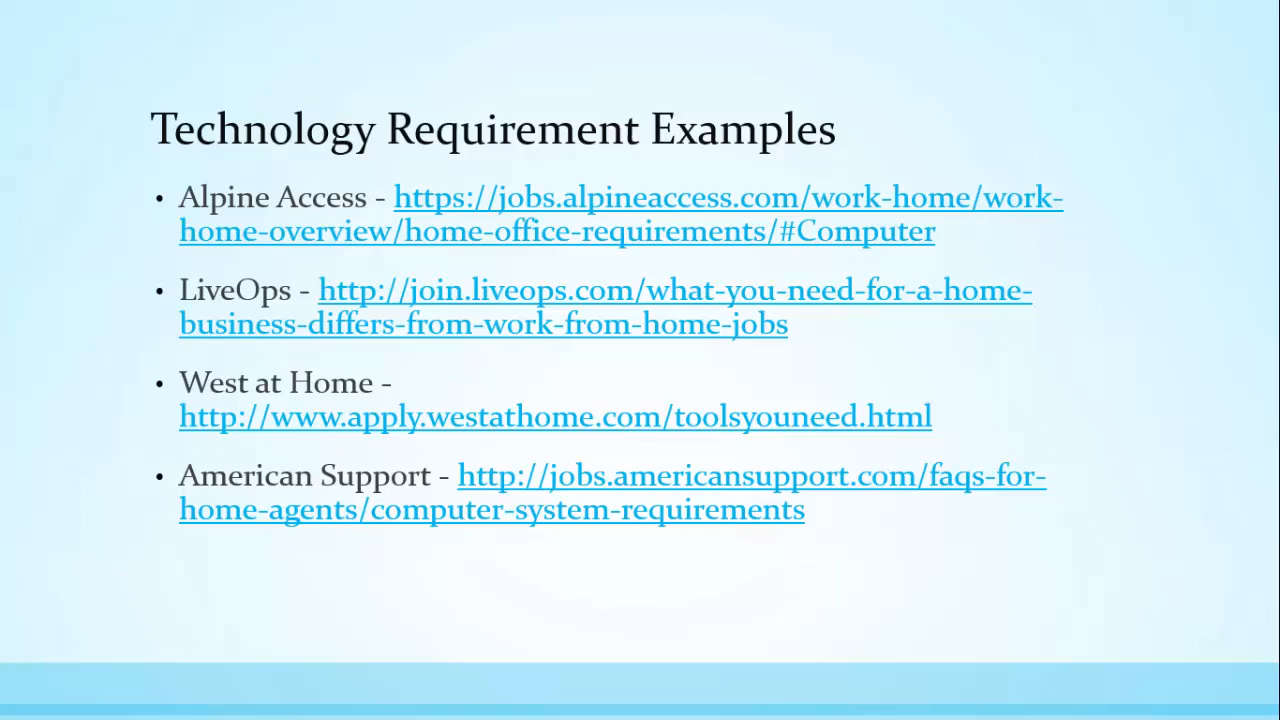 Technology Requirement Examples
• Alpine Access - https://jobs.alpineaccess.com/work-home/work-
home-overview/home-office-requirements/#Computer
• LiveOps - http://join.liveops.com/what-you-need-for-a-home-
business-differs-from-work-from-home-jobs
• West at Home -
http://www.apply.westathome.com/toolsyouneed.html
• American Support - http://jobs.americansupport.com/faqs-for-
home-agents/computer-system-requirements